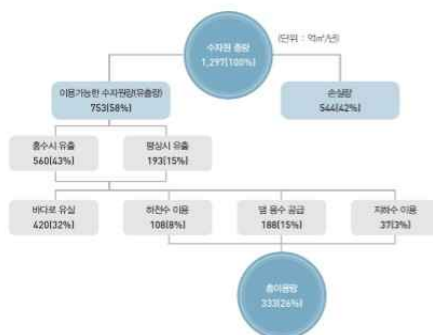 수자원 총량
1,297(100%)
(단위 : 억㎥/년)
이용가능한 수자원량(유출량)
753(58%)
손실량
544(42%)
홍수시 유출
560(43%)
평상시 유출
193(15%)
바다로 유실
420(32%)
하천수 이용
108(8%)
댐 용수 공급
188(15%)
지하수 이용
37(3%)
총이용량
333(26%)